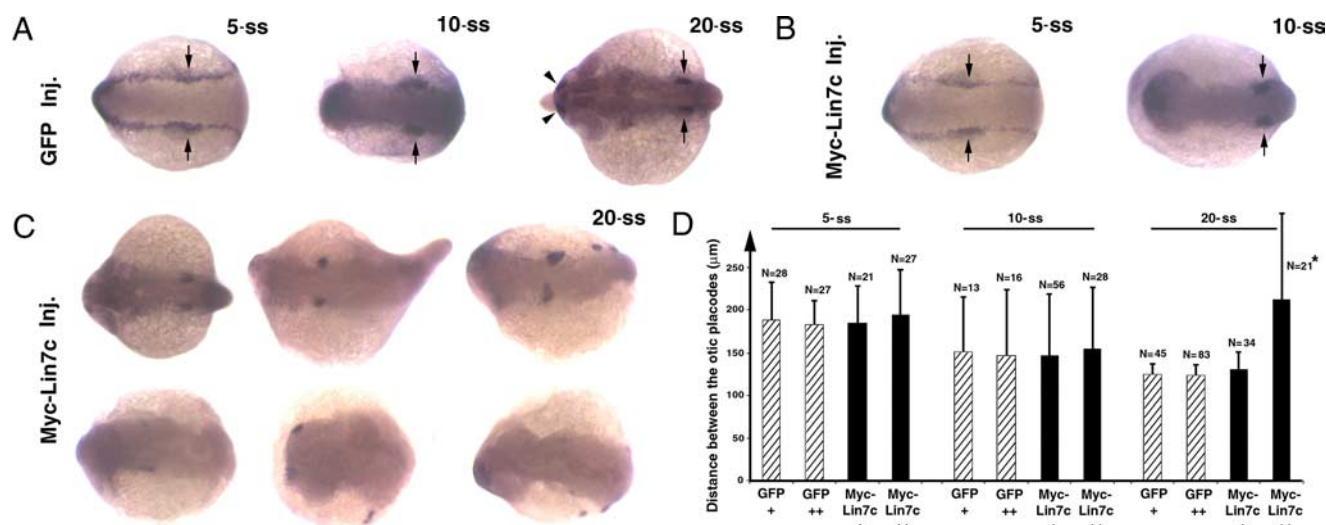 A
5-ss
10-ss
20-ss
GFP Inj.
B
5-ss
10-ss
Myc-Lin7c Inj.
C
20-ss
Myc-Lin7c Inj.
D
5-ss
10-ss
20-ss
Distance between the otic placodes (μm)
250
200
150
100
50
0
N=28
N=27
N=21
N=27
N=13
N=16
N=56
N=28
N=45
N=83
N=34
N=21*
GFP GFP Myc- Myc- GFP GFP Myc- Myc- GFP GFP Myc- Myc-
+ ++ Lin7c Lin7c + ++ Lin7c Lin7c + ++ Lin7c Lin7c